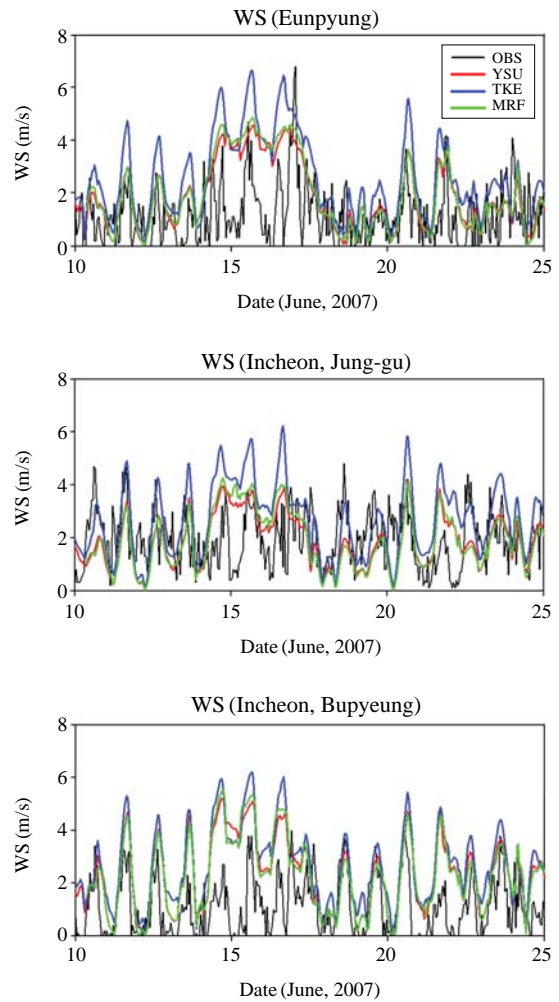 WS (Eunpyung)
8
6
4
2
0
WS (m/s)
OBS
YSU
TKE
MRF
10
15
20
25
Date (June, 2007)
WS (Incheon, Jung-gu)
8
6
4
2
0
WS (m/s)
10
15
20
25
Date (June, 2007)
WS (Incheon, Bupyeung)
8
6
4
2
0
WS (m/s)
10
15
20
25
Date (June, 2007)